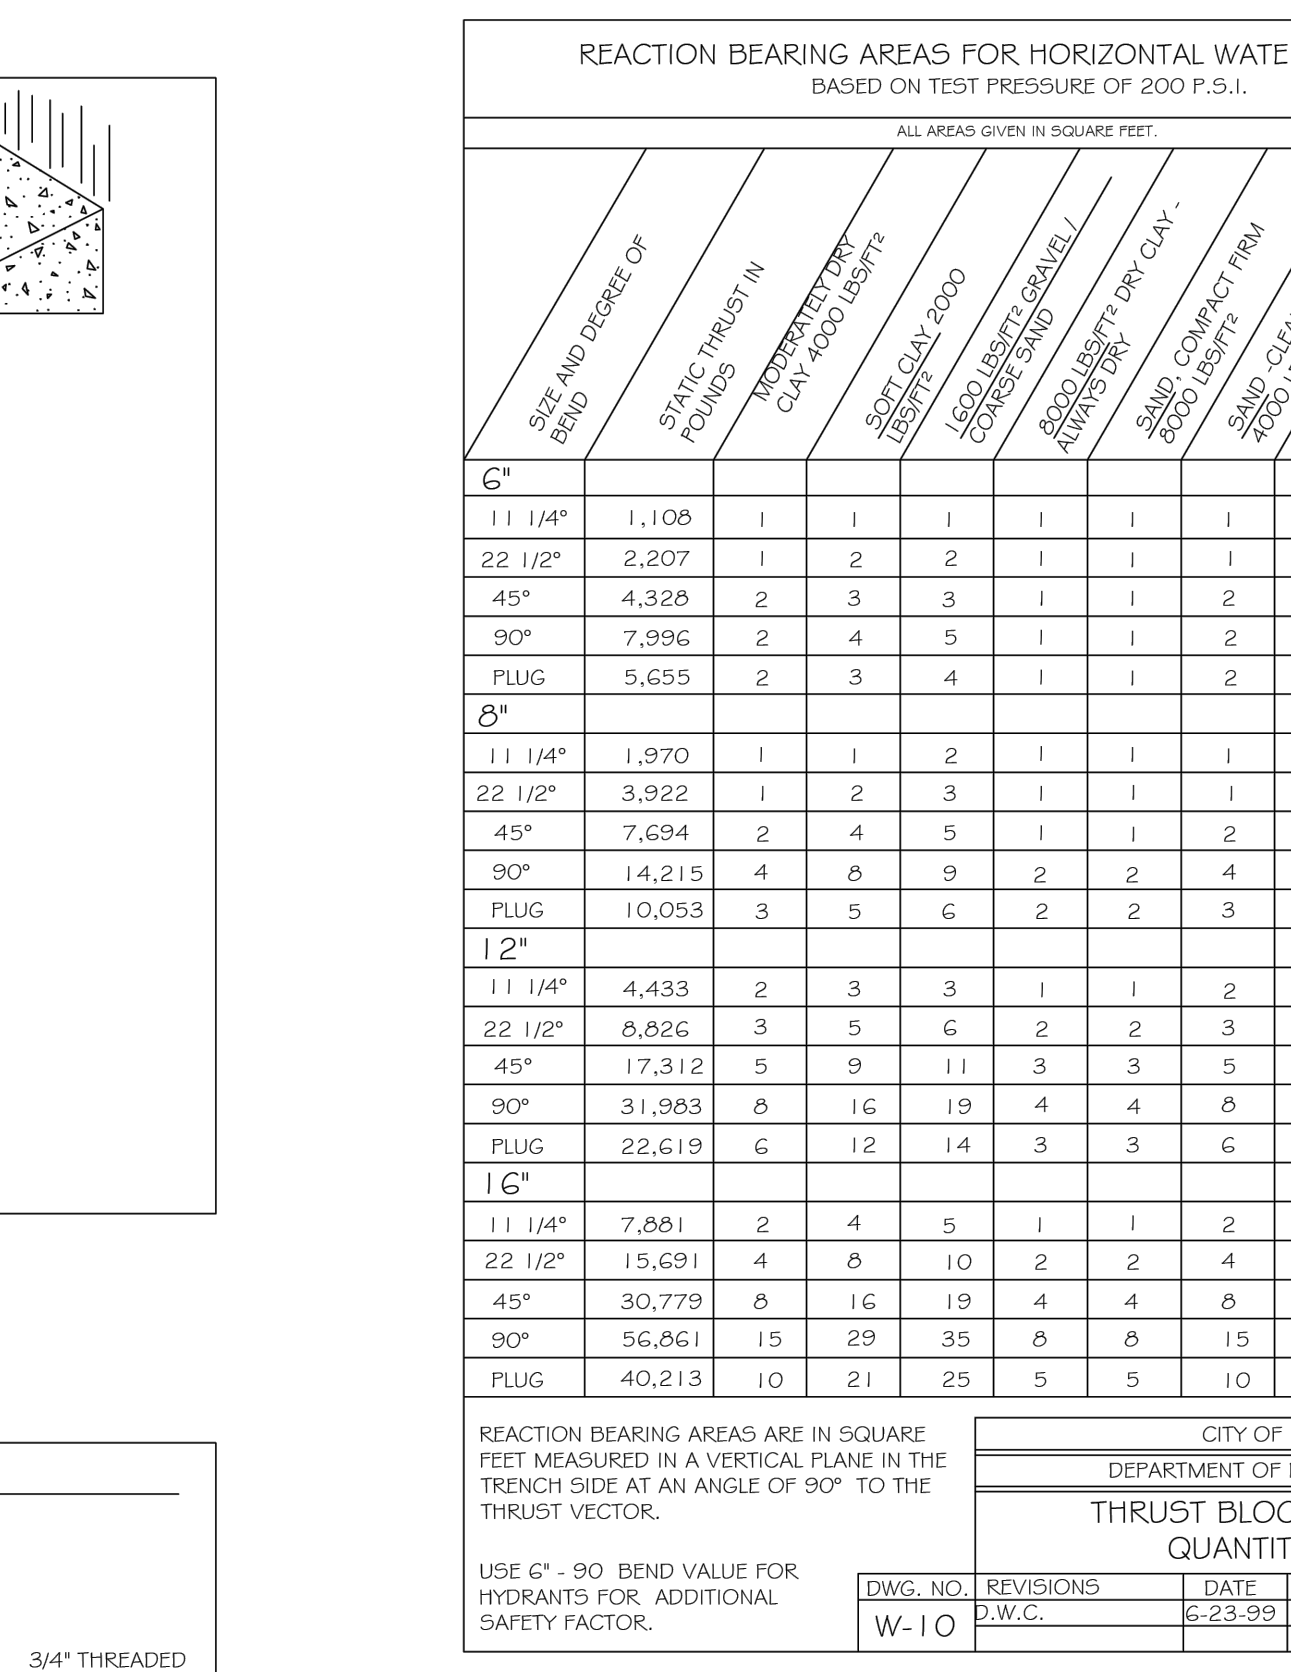 REACTION BEARING AREAS FOR HORIZONTAL WATE
BASED ON TEST PRESSURE OF 200 P.S.I.
ALL AREAS GIVEN IN SQUARE FEET.
SIZE AND DEGREE OF
BEND
STATIC THRUST IN
POUNDS
MODERATELY DRY
CLAY 4000 LBS/FT²
SOFT CLAY 2000
LBS/FT²
1600 LBS/FT² GRAVEL /
COARSE SAND
8000 LBS/FT² DRY CLAY -
ALWAYS DRY
SAND, COMPACT FIRM
8000 LBS/FT²
SAND -CLEA
4000 L
6"
11 1/4° 1,108 1 1 1 1 1 1
22 1/2° 2,207 1 2 2 1 1 1
45° 4,328 2 3 3 1 1 2
90° 7,996 2 4 5 1 1 2
PLUG 5,655 2 3 4 1 1 2
8"
11 1/4° 1,970 1 1 2 1 1 1
22 1/2° 3,922 1 2 3 1 1 1
45° 7,694 2 4 5 1 1 2
90° 14,215 4 8 9 2 2 4
PLUG 10,053 3 5 6 2 2 3
12"
11 1/4° 4,433 2 3 3 1 1 2
22 1/2° 8,826 3 5 6 2 2 3
45° 17,312 5 9 11 3 3 5
90° 31,983 8 16 19 4 4 8
PLUG 22,619 6 12 14 3 3 6
16"
11 1/4° 7,881 2 4 5 1 1 2
22 1/2° 15,691 4 8 10 2 2 4
45° 30,779 8 16 19 4 4 8
90° 56,861 15 29 35 8 8 15
PLUG 40,213 10 21 25 5 5 10
REACTION BEARING AREAS ARE IN SQUARE
FEET MEASURED IN A VERTICAL PLANE IN THE
TRENCH SIDE AT AN ANGLE OF 90° TO THE
THRUST VECTOR.
USE 6" - 90 BEND VALUE FOR
HYDRANTS FOR ADDITIONAL
SAFETY FACTOR.
CITY OF
DEPARTMENT OF
THRUST BLOC
QUANTIT
DWG. NO. REVISIONS DATE
W-10 D.W.C. 6-23-99
3/4" THREADED